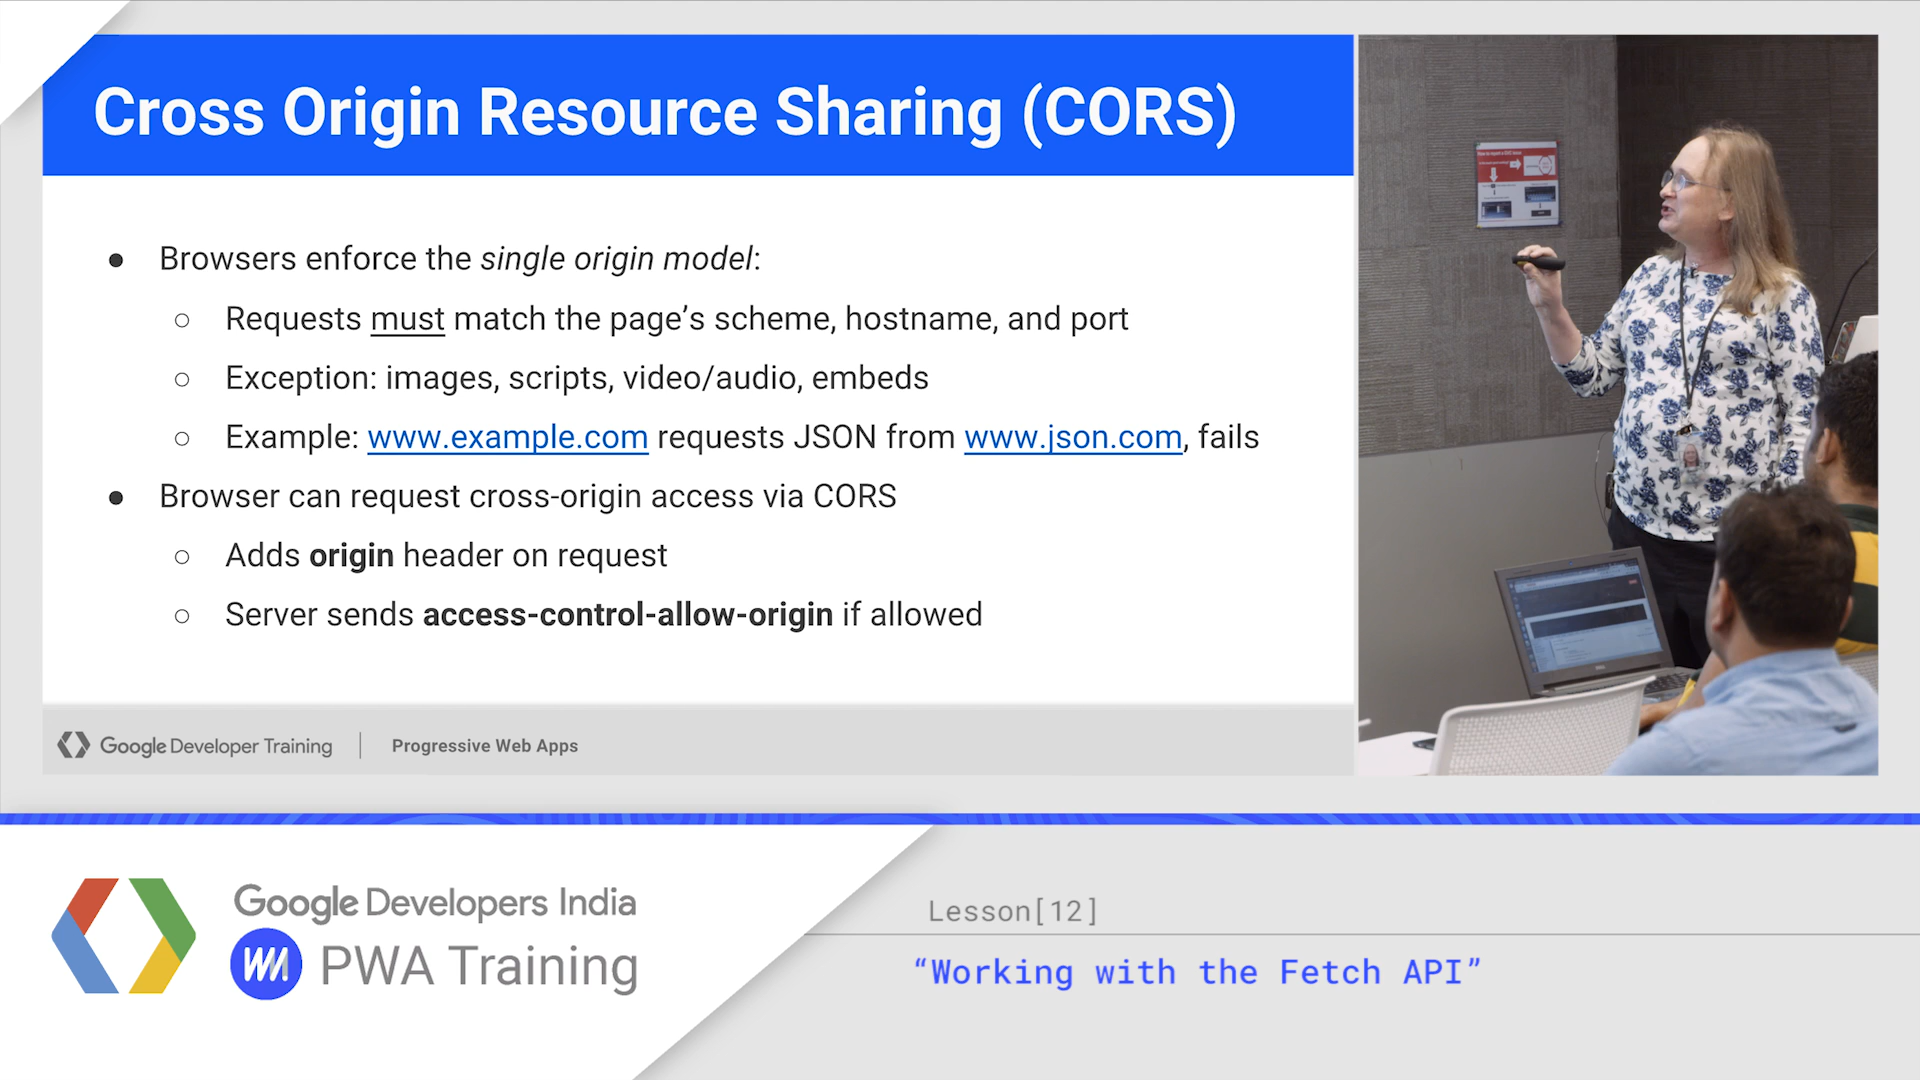 Cross Origin Resource Sharing (CORS)
● Browsers enforce the single origin model:
○ Requests must match the page’s scheme, hostname, and port
○ Exception: images, scripts, video/audio, embeds
○ Example: www.example.com requests JSON from www.json.com, fails
● Browser can request cross-origin access via CORS
○ Adds origin header on request
○ Server sends access-control-allow-origin if allowed
Google Developer Training | Progressive Web Apps
Google Developers India
PWA Training
Lesson[12]
“Working with the Fetch API”